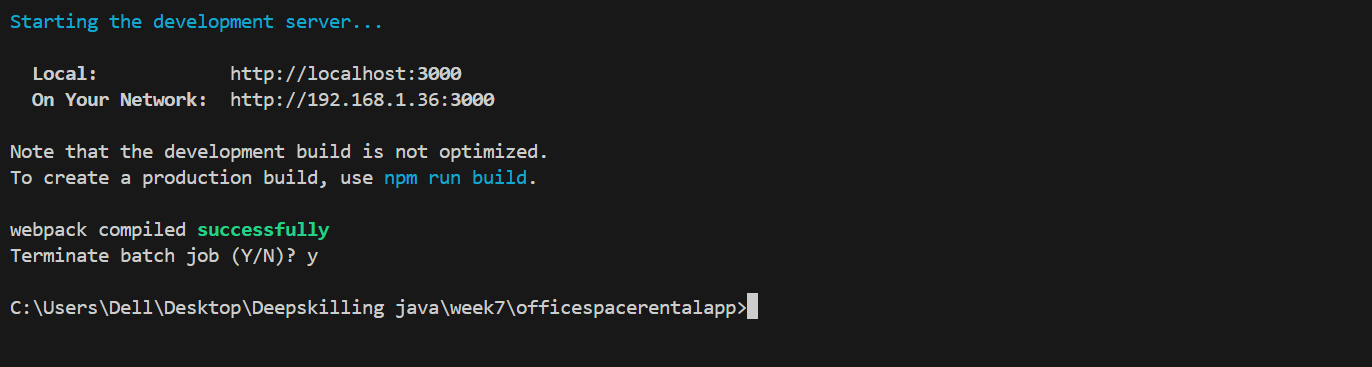 Starting the development server...
Local: http://localhost:3000
On Your Network: http://192.168.1.36:3000
Note that the development build is not optimized.
To create a production build, use npm run build.
webpack compiled successfully
Terminate batch job (Y/N)? y
C:\Users\Dell\Desktop\Deepskilling java\week7\officespacerentalapp>